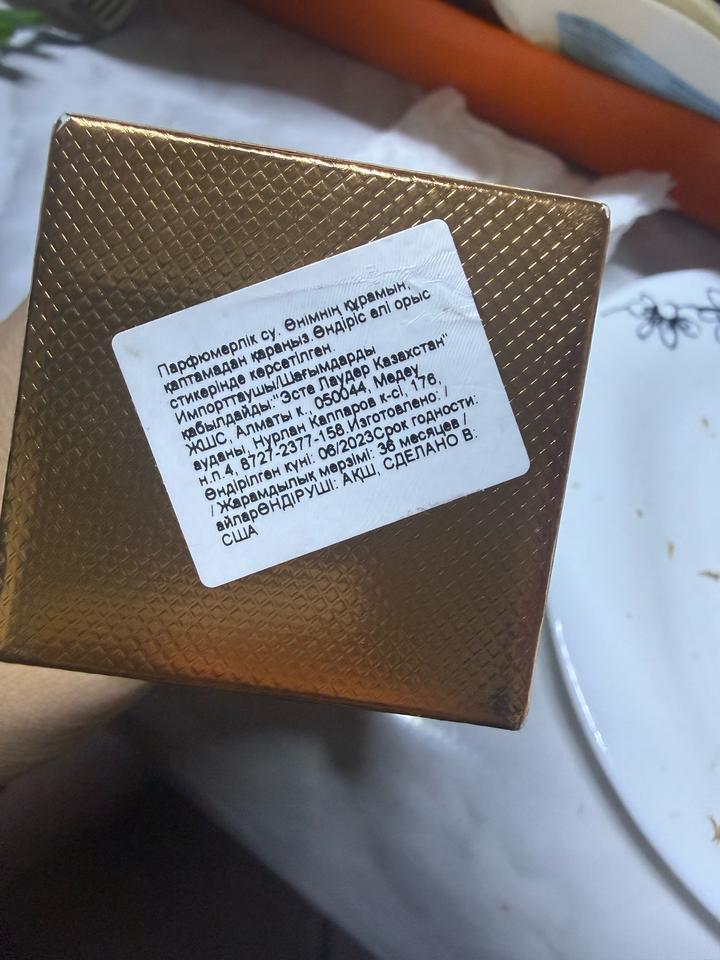 Парфюмерлік су. Өнімнің құрамын,
қаптамадан қараңыз.Өндіріс елі орыс
стикерінде көрсетілген
Импорттаушы/Шағымдарды
қабылдайды:"Эсте Лаудер Казахстан"
ЖШС, Алматы к., 050044, Медеу
ауданы, Нурлан Каппаров к-сі, 176,
н.п.4, 8727-2377-158.Изготовлено: /
Өндірілген күні: 06/2023Срок годности:
/ Жарамдылық мерзімі: 36 месяцев /
айларӨНДІРУШІ: АҚШ, СДЕЛАНО В:
США